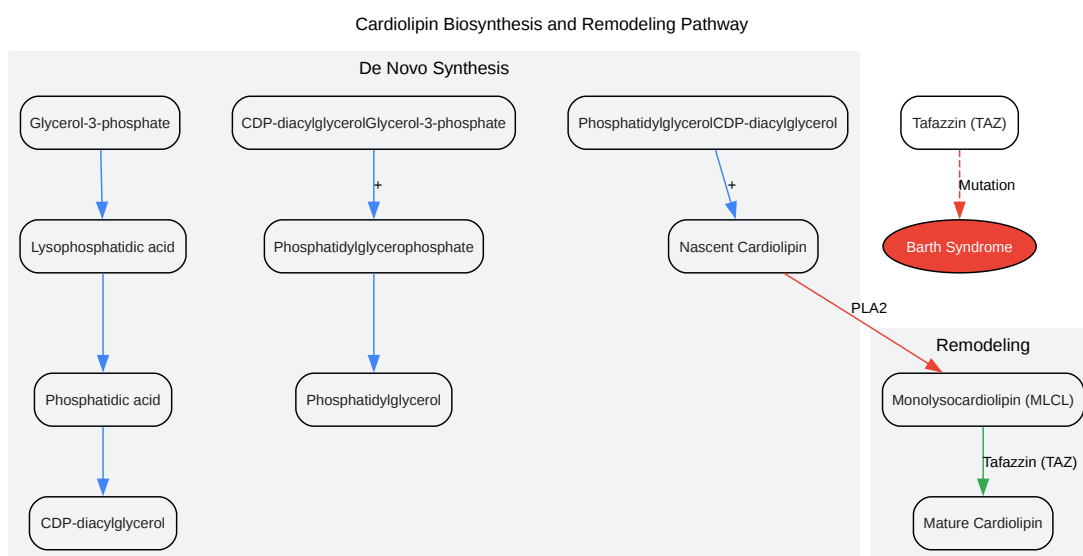 Cardiolipin Biosynthesis and Remodeling Pathway
De Novo Synthesis
Glycerol-3-phosphate
CDP-diacylglycerolGlycerol-3-phosphate
PhosphatidylglycerolCDP-diacylglycerol
Tafazzin (TAZ)
+
+
Mutation
Lysophosphatidic acid
Phosphatidylglycerophosphate
Nascent Cardiolipin
Barth Syndrome
PLA2
Remodeling
Phosphatidic acid
Phosphatidylglycerol
Monolysocardiolipin (MLCL)
Tafazzin (TAZ)
CDP-diacylglycerol
Mature Cardiolipin